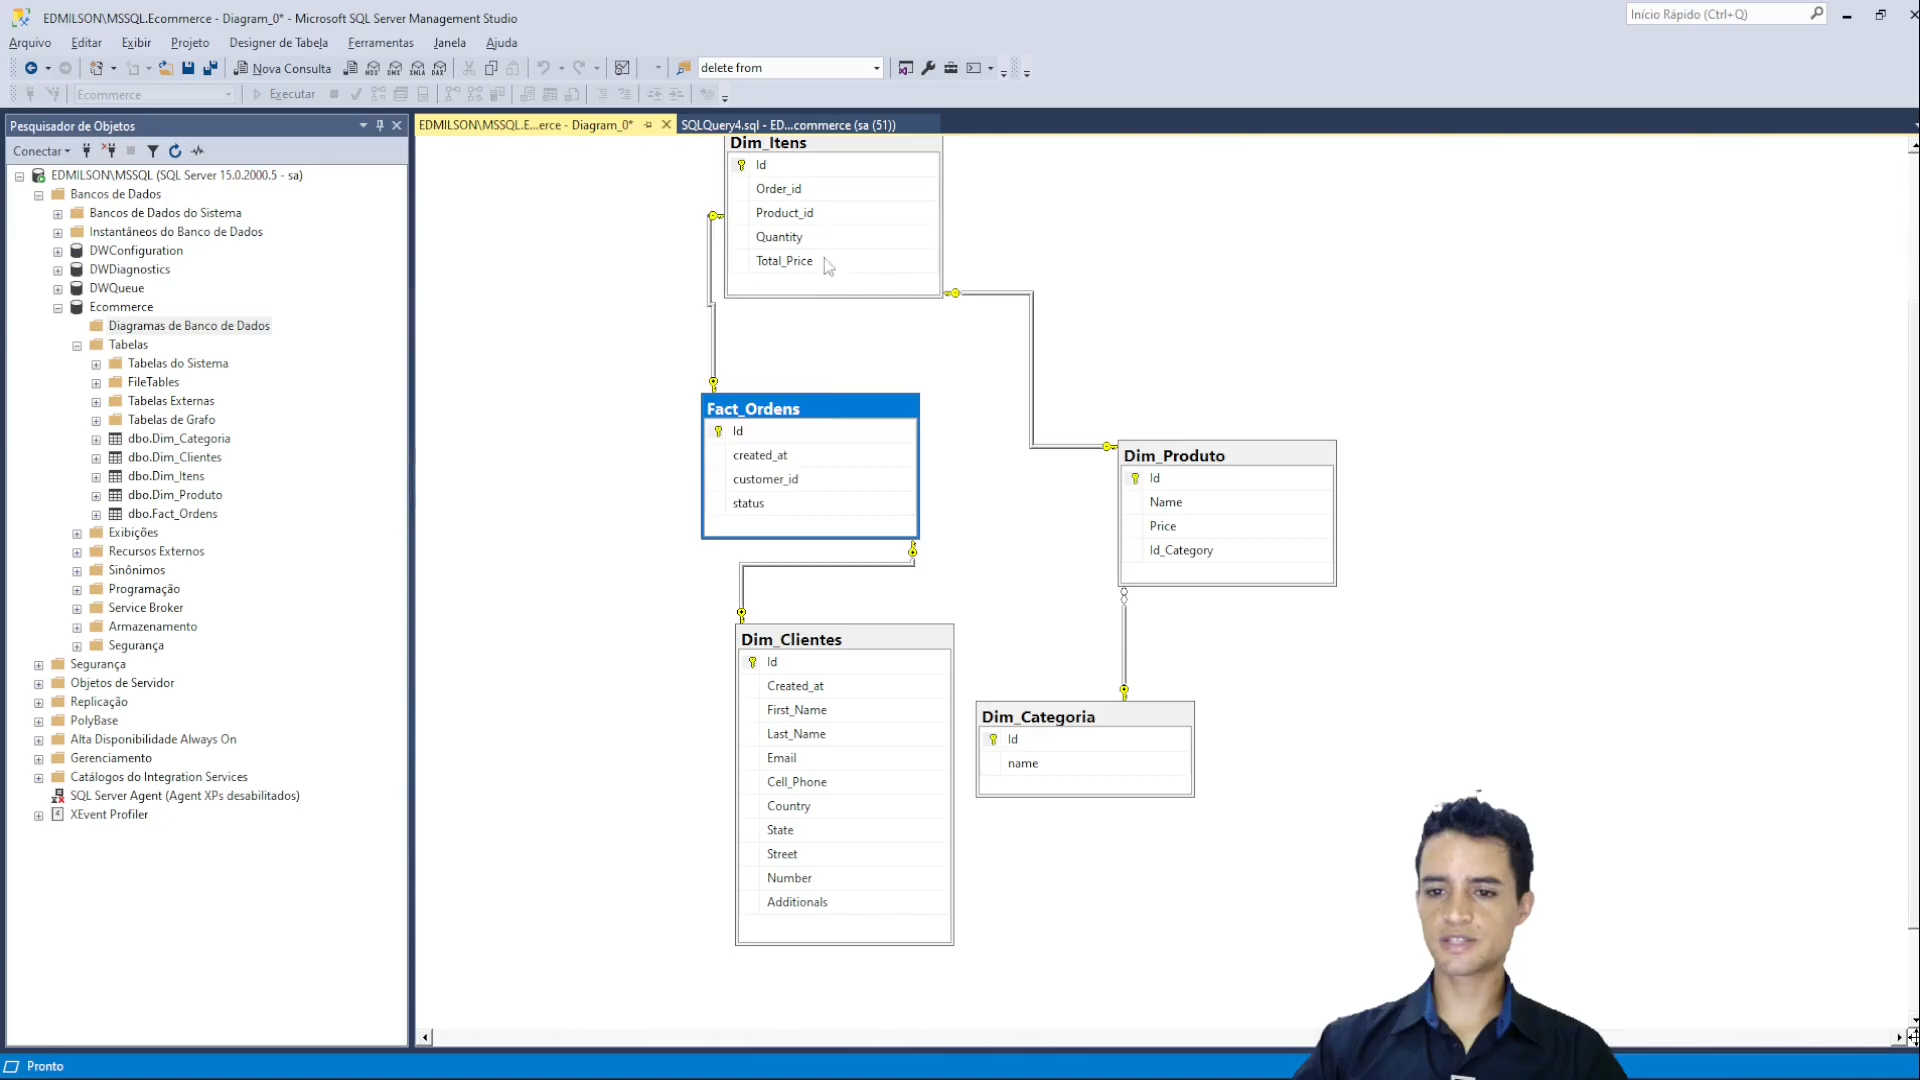 EDMILSON\MSSQL.Ecommerce - Diagram_0* - Microsoft SQL Server Management Studio
Início Rápido (Ctrl+Q)
Arquivo Editar Exibir Projeto Designer de Tabela Ferramentas Janela Ajuda
Nova Consulta
MDX DMX XMLA DAX
delete from
Ecommerce
Executar
Pesquisador de Objetos
EDMILSON\MSSQL.E...erce - Diagram_0*
SQLQuery4.sql - ED...commerce (sa (51))
Conectar
EDMILSON\MSSQL (SQL Server 15.0.2000.5 - sa)
Bancos de Dados
Bancos de Dados do Sistema
Instantâneos do Banco de Dados
DWConfiguration
DWDiagnostics
DWQueue
Ecommerce
Diagramas de Banco de Dados
Tabelas
Tabelas do Sistema
FileTables
Tabelas Externas
Tabelas de Grafo
dbo.Dim_Categoria
dbo.Dim_Clientes
dbo.Dim_Itens
dbo.Dim_Produto
dbo.Fact_Ordens
Exibições
Recursos Externos
Sinônimos
Programação
Service Broker
Armazenamento
Segurança
Segurança
Objetos de Servidor
Replicação
PolyBase
Alta Disponibilidade Always On
Gerenciamento
Catálogos do Integration Services
SQL Server Agent (Agent XPs desabilitados)
XEvent Profiler
Dim_Itens
Id
Order_id
Product_id
Quantity
Total_Price
Fact_Ordens
Id
created_at
customer_id
status
Dim_Produto
Id
Name
Price
Id_Category
Dim_Clientes
Id
Created_at
First_Name
Last_Name
Email
Cell_Phone
Country
State
Street
Number
Additionals
Dim_Categoria
Id
name
Pronto